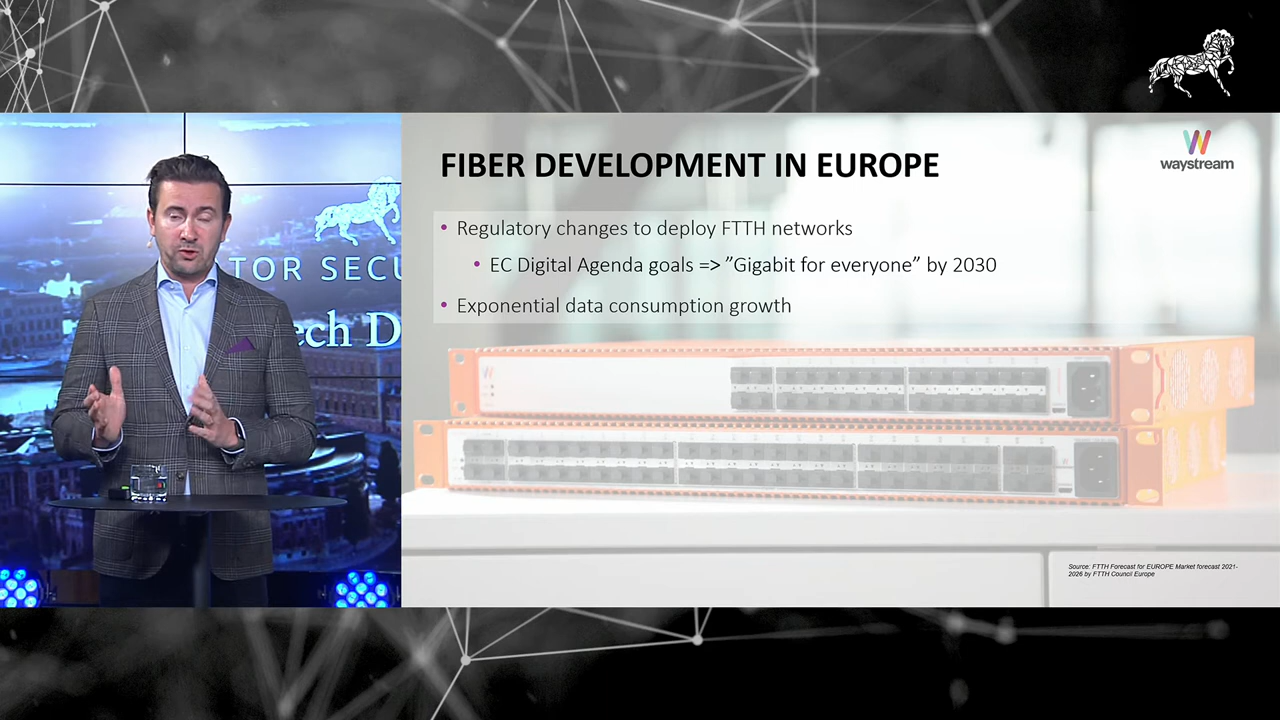 waystream
FIBER DEVELOPMENT IN EUROPE
• Regulatory changes to deploy FTTH networks
• EC Digital Agenda goals => ”Gigabit for everyone” by 2030
• Exponential data consumption growth
TOR SECU
ech D
Source: FTTH Forecast for EUROPE Market forecast 2021-
2026 by FTTH Council Europe